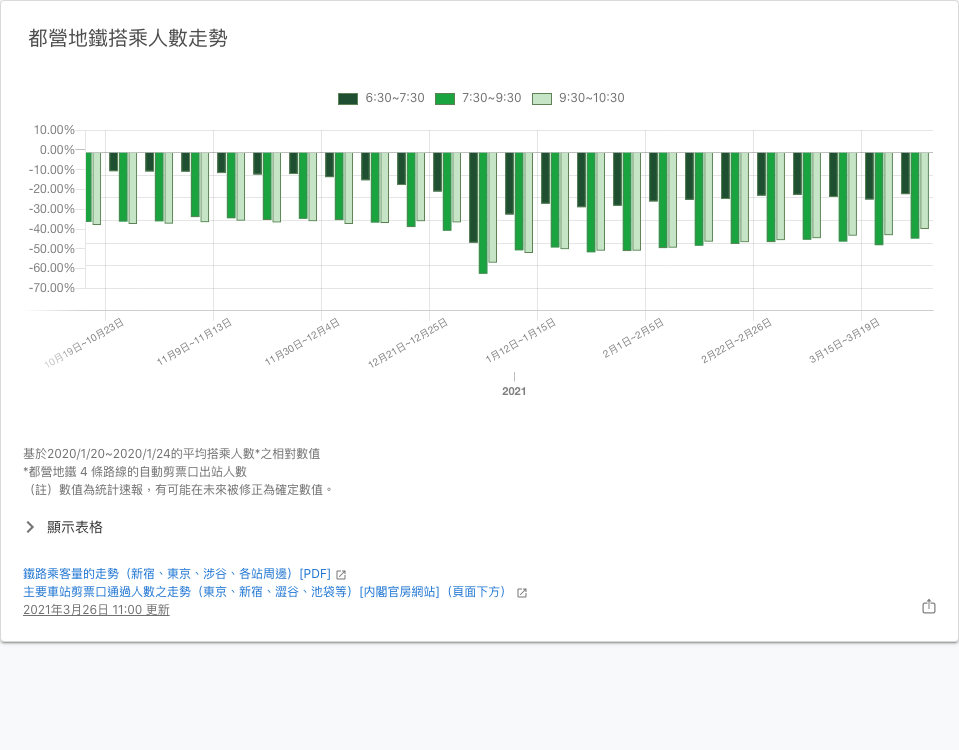 都營地鐵搭乘人數走勢
6:30~7:30 7:30~9:30 9:30~10:30
10.00%
0.00%
-10.00%
-20.00%
-30.00%
-40.00%
-50.00%
-60.00%
-70.00%
10月19日~10月23日
11月9日~11月13日
11月30日~12月4日
12月21日~12月25日
1月12日~1月15日
2月1日~2月5日
2月22日~2月26日
3月15日~3月19日
2021
基於2020/1/20~2020/1/24的平均搭乘人數*之相對數值
*都營地鐵 4 條路線的自動剪票口出站人數
（註）數值為統計速報，有可能在未來被修正為確定數值。
顯示表格
鐵路乘客量的走勢（新宿、東京、涉谷、各站周邊）[PDF]
主要車站剪票口通過人數之走勢（東京、新宿、澀谷、池袋等）[內閣官房網站]（頁面下方）
2021年3月26日 11:00 更新